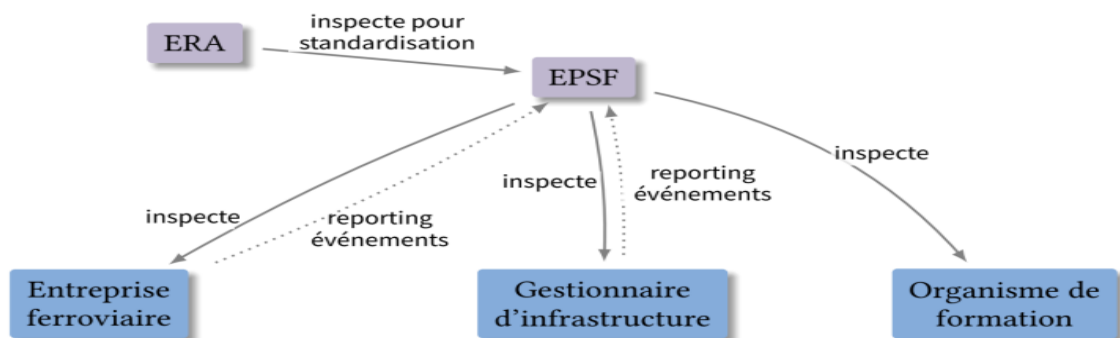 inspecte pour
standardisation
ERA
EPSF
inspecte
reporting
événements
inspecte
reporting
événements
inspecte
Entreprise
ferroviaire
Gestionnaire
d'infrastructure
Organisme de
formation